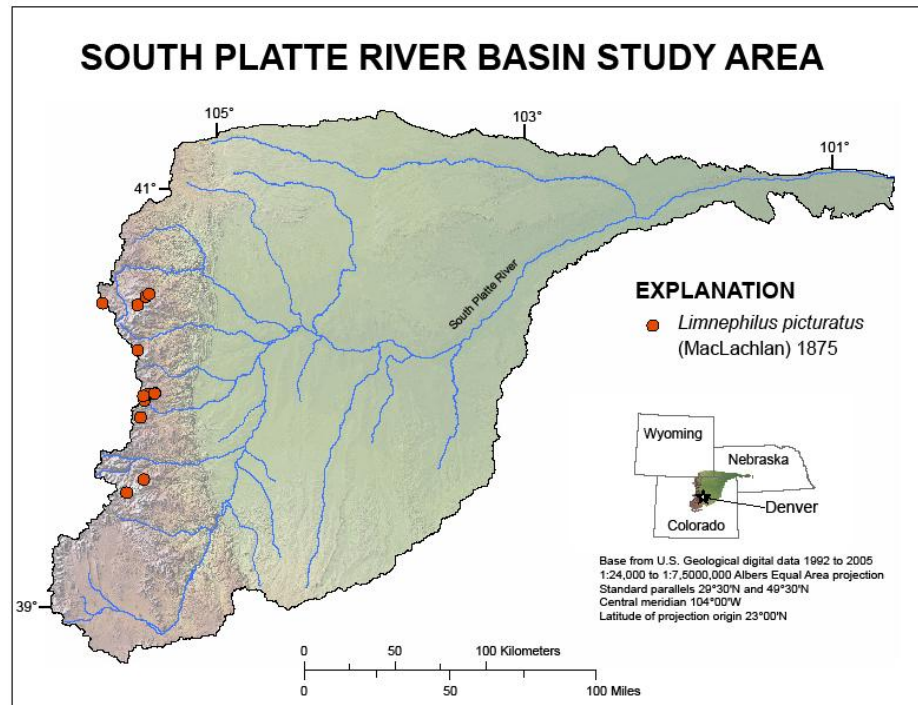 SOUTH PLATTE RIVER BASIN STUDY AREA
105°
103°
101°
41°
South Platte River
EXPLANATION
Limnephilus picturatus
(MacLachlan) 1875
Wyoming
Nebraska
Denver
Colorado
39°
Base from U.S. Geological digital data 1992 to 2005
1:24,000 to 1:7,5000,000 Albers Equal Area projection
Standard parallels 29°30'N and 49°30'N
Central meridian 104°00'W
Latitude of projection origin 23°00'N
0 50 100 Kilometers
0 50 100 Miles